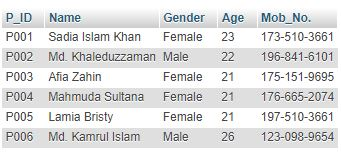 P_ID Name Gender Age Mob_No.
P001 Sadia Islam Khan Female 23 173-510-3661
P002 Md. Khaleduzzaman Male 22 196-841-6101
P003 Afia Zahin Female 21 175-151-9695
P004 Mahmuda Sultana Female 21 176-665-2074
P005 Lamia Bristy Female 21 197-510-3661
P006 Md. Kamrul Islam Male 26 123-098-9654